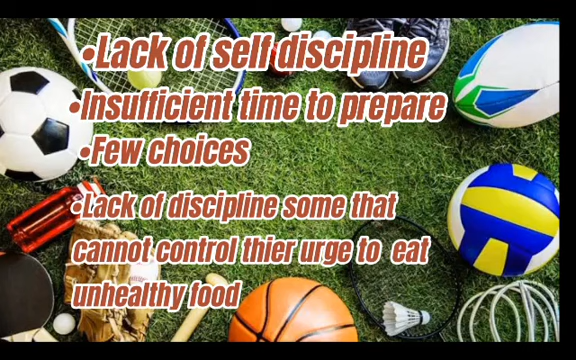 •Lack of self discipline
•Insufficient time to prepare
•Few choices
•Lack of discipline some that
cannot control thier urge to eat
unhealthy food